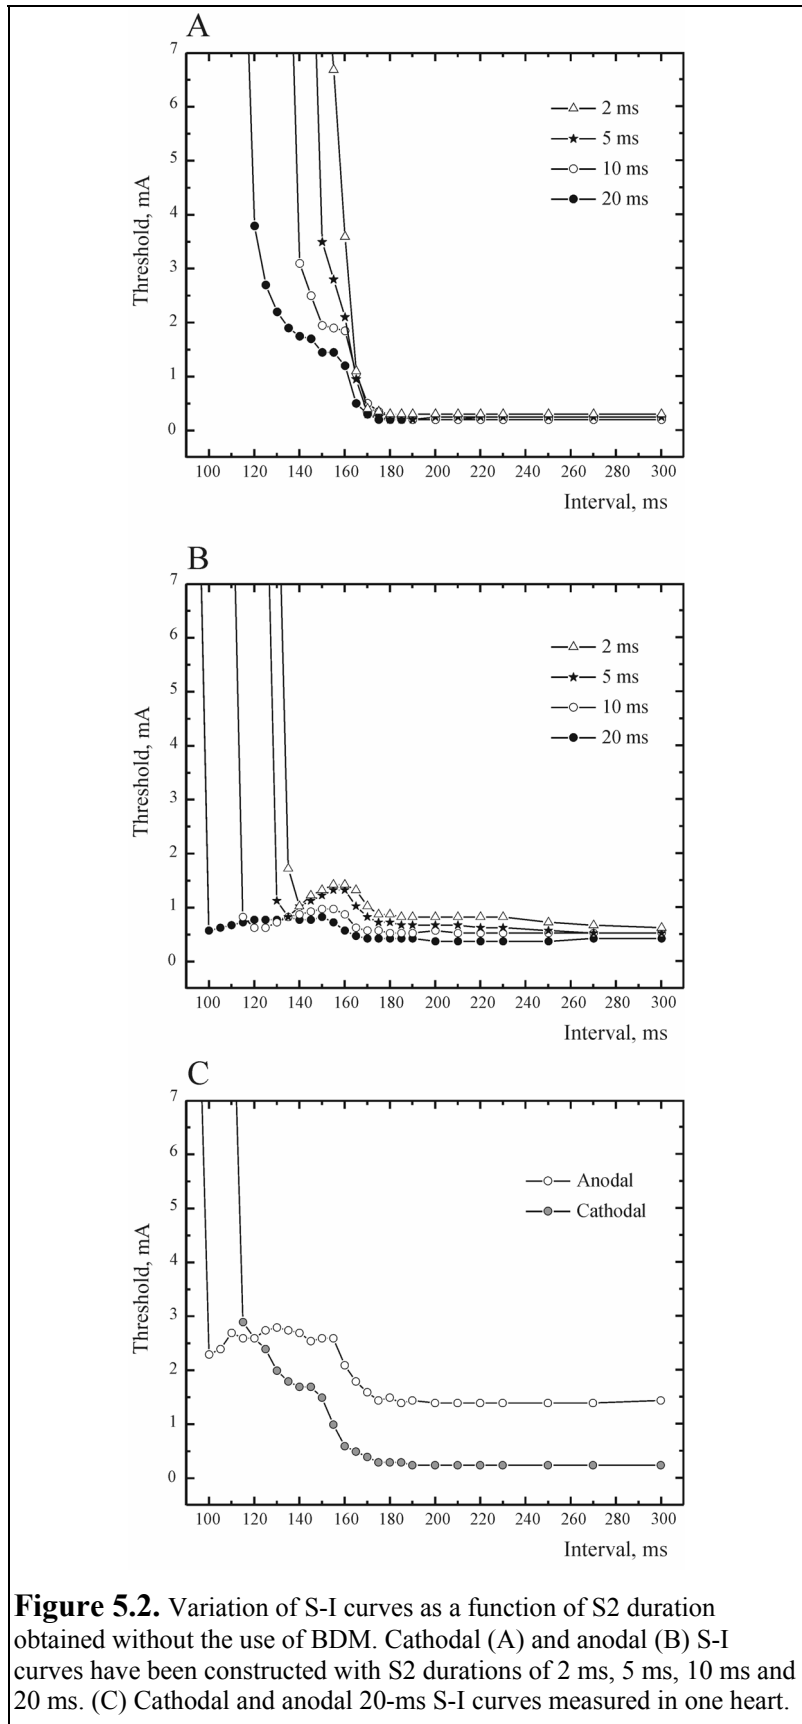 A
7
6
5
4
3
2
1
0
Threshold, mA
2 ms
5 ms
10 ms
20 ms
100 120 140 160 180 200 220 240 260 280 300
Interval, ms
B
7
6
5
4
3
2
1
0
Threshold, mA
2 ms
5 ms
10 ms
20 ms
100 120 140 160 180 200 220 240 260 280 300
Interval, ms
C
7
6
5
4
3
2
1
0
Threshold, mA
Anodal
Cathodal
100 120 140 160 180 200 220 240 260 280 300
Interval, ms
Figure 5.2. Variation of S-I curves as a function of S2 duration
obtained without the use of BDM. Cathodal (A) and anodal (B) S-I
curves have been constructed with S2 durations of 2 ms, 5 ms, 10 ms and
20 ms. (C) Cathodal and anodal 20-ms S-I curves measured in one heart.